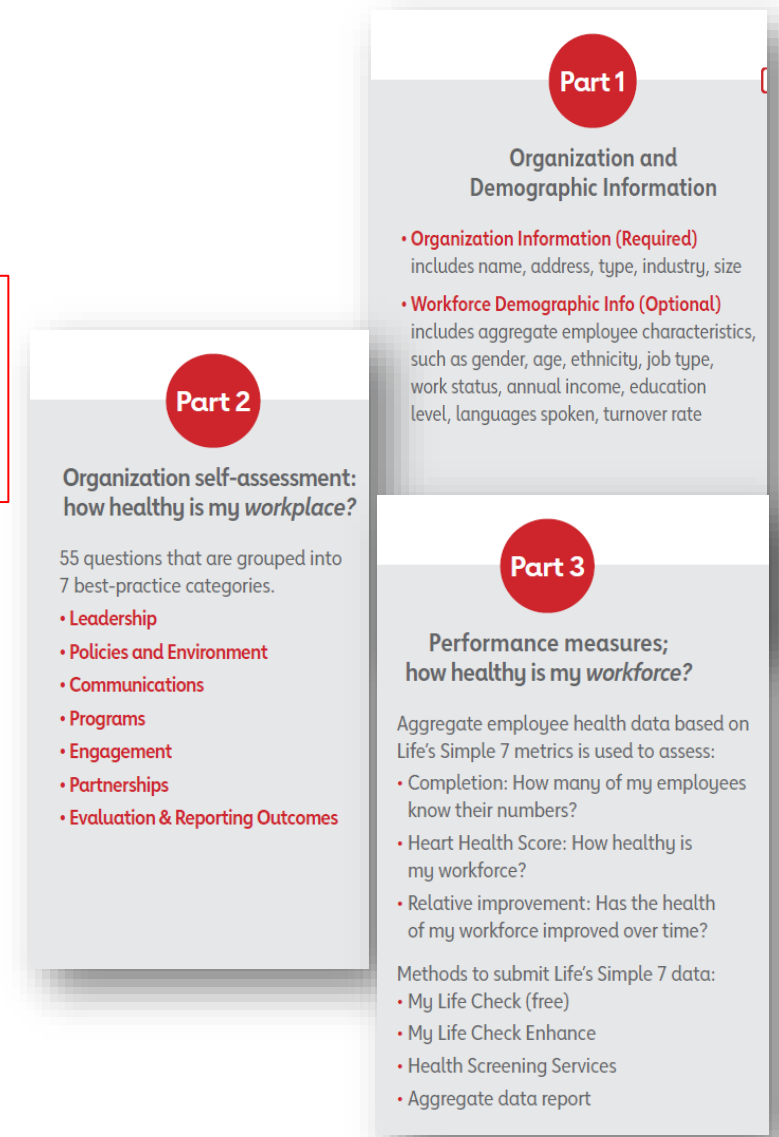 Part 1
Organization and
Demographic Information
• Organization Information (Required)
includes name, address, type, industry, size
• Workforce Demographic Info (Optional)
includes aggregate employee characteristics,
such as gender, age, ethnicity, job type,
work status, annual income, education
level, languages spoken, turnover rate
Part 2
Organization self-assessment:
how healthy is my workplace?
55 questions that are grouped into
7 best-practice categories.
• Leadership
• Policies and Environment
• Communications
• Programs
• Engagement
• Partnerships
• Evaluation & Reporting Outcomes
Part 3
Performance measures;
how healthy is my workforce?
Aggregate employee health data based on
Life's Simple 7 metrics is used to assess:
• Completion: How many of my employees
know their numbers?
• Heart Health Score: How healthy is
my workforce?
• Relative improvement: Has the health
of my workforce improved over time?
Methods to submit Life's Simple 7 data:
• My Life Check (free)
• My Life Check Enhance
• Health Screening Services
• Aggregate data report